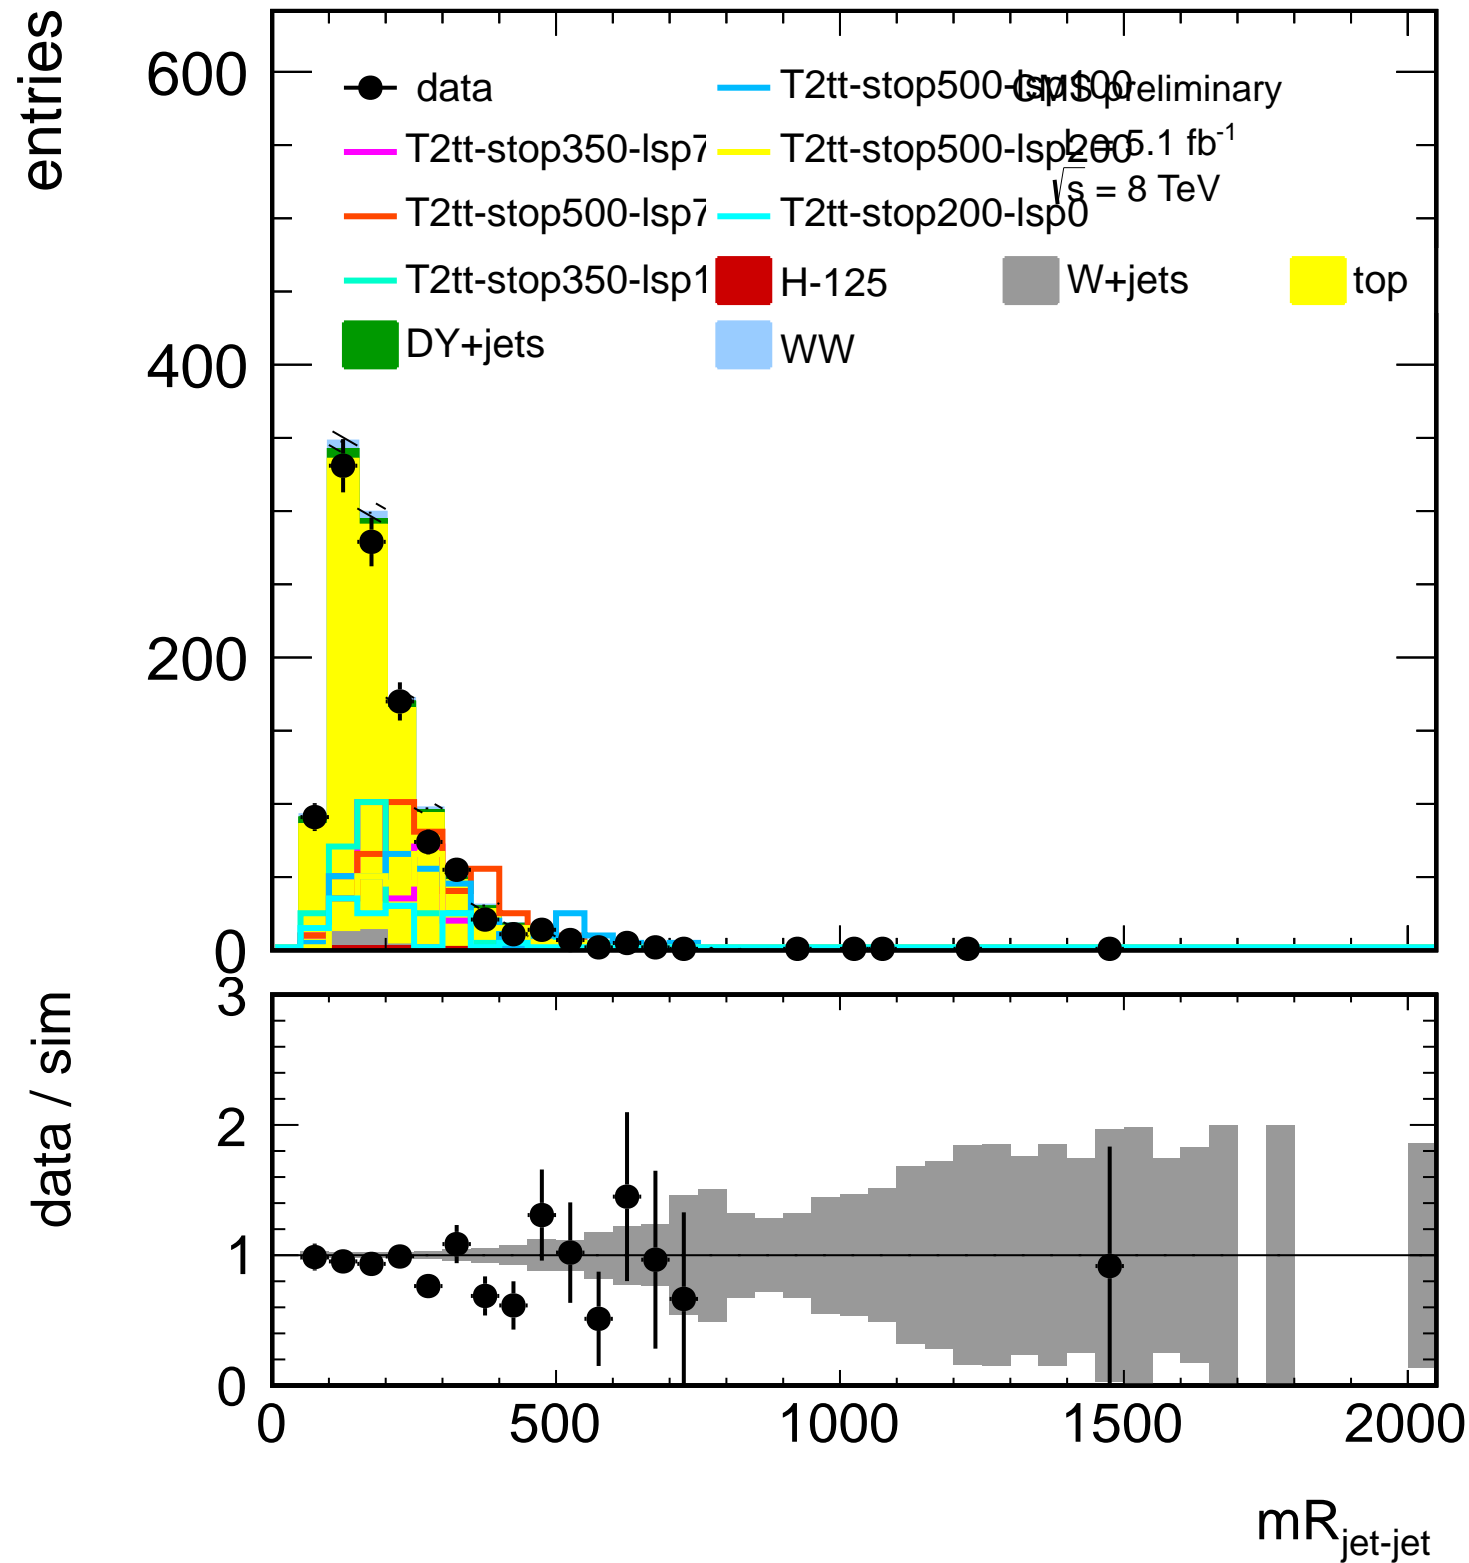 entries
600
400
200
0
data
T2tt-stop500-lsp100
CMS preliminary
T2tt-stop350-lsp7
T2tt-stop500-lsp200
L = 5.1 fb-1
√s = 8 TeV
T2tt-stop500-lsp7
T2tt-stop200-lsp0
T2tt-stop350-lsp1
H-125
W+jets
top
DY+jets
WW
data / sim
3
2
1
0
0 500 1000 1500 2000
mRjet-jet